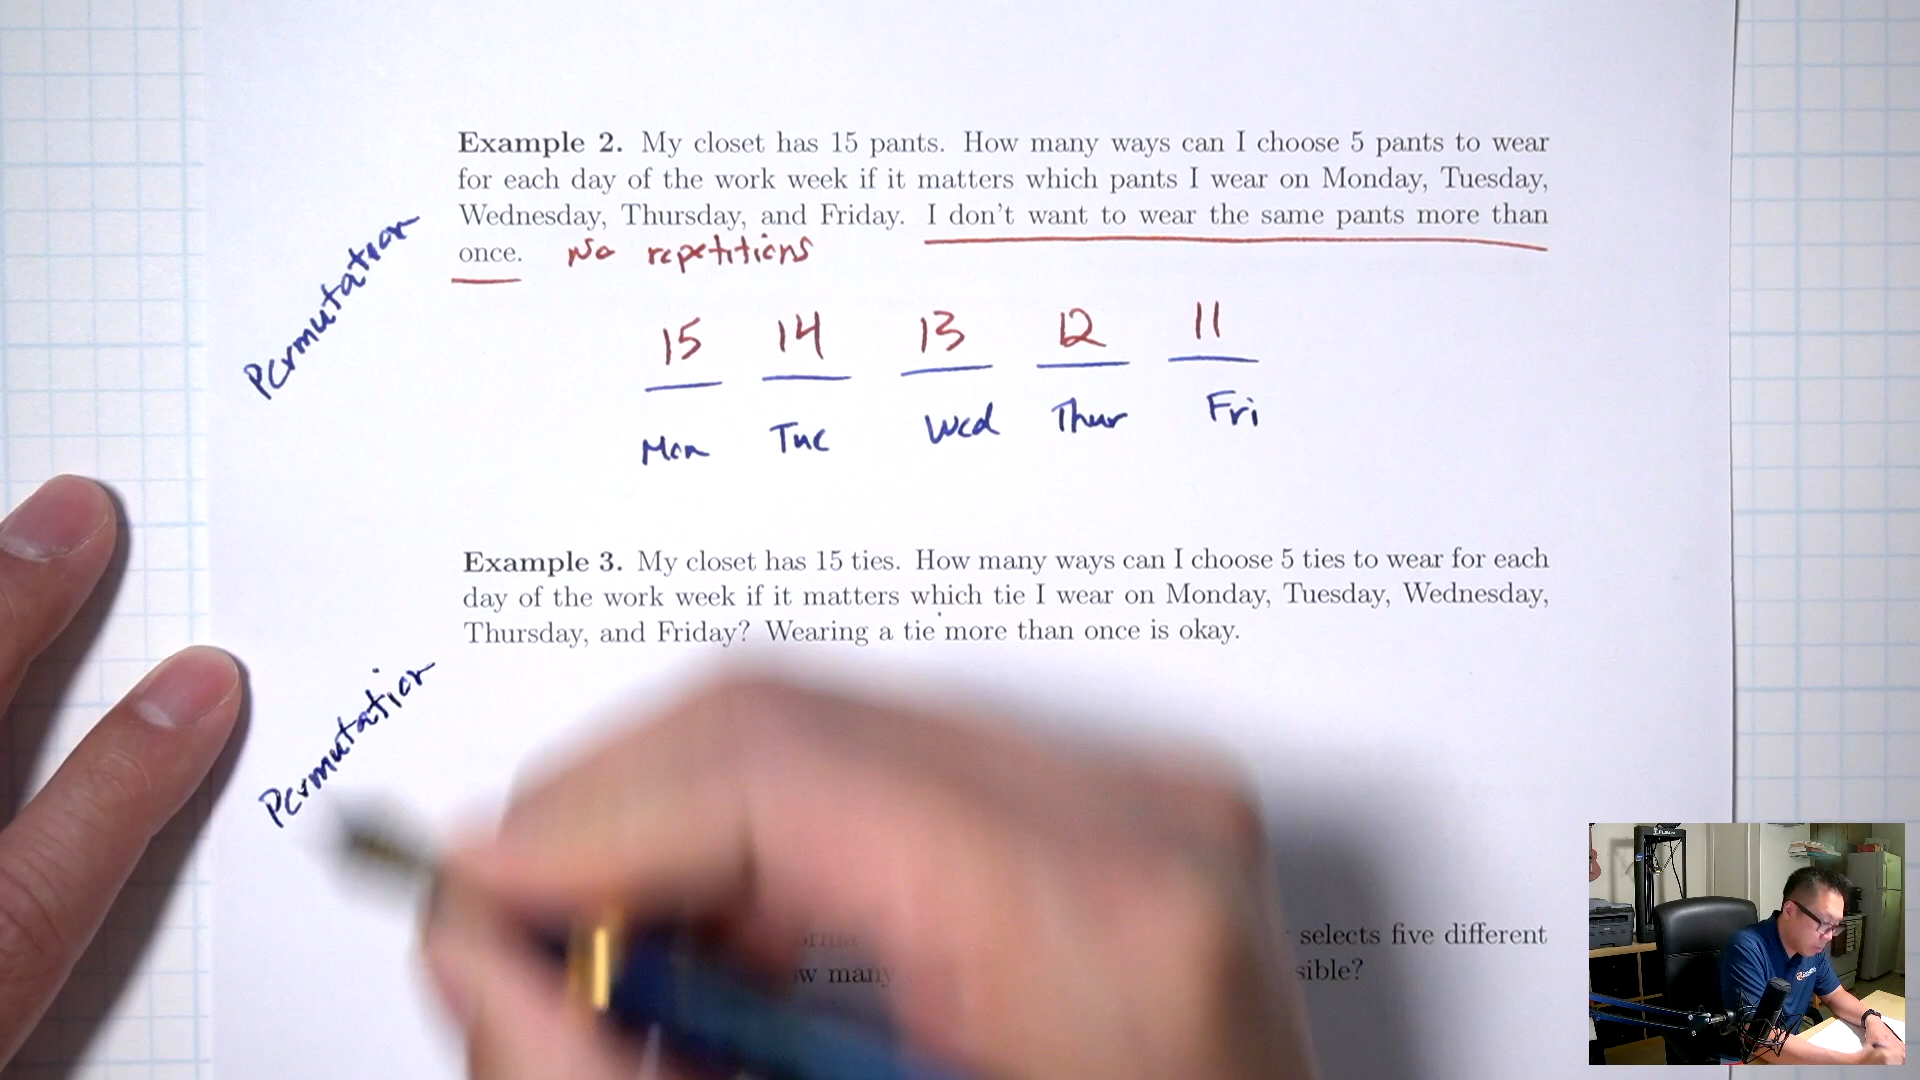 Example 2. My closet has 15 pants. How many ways can I choose 5 pants to wear
for each day of the work week if it matters which pants I wear on Monday, Tuesday,
Wednesday, Thursday, and Friday. I don't want to wear the same pants more than
once. No repetitions
Permutation
15 14 13 12 11
Mon Tue Wed Thur Fri
Example 3. My closet has 15 ties. How many ways can I choose 5 ties to wear for each
day of the work week if it matters which tie I wear on Monday, Tuesday, Wednesday,
Thursday, and Friday? Wearing a tie more than once is okay.
Permutation
selects five different
many